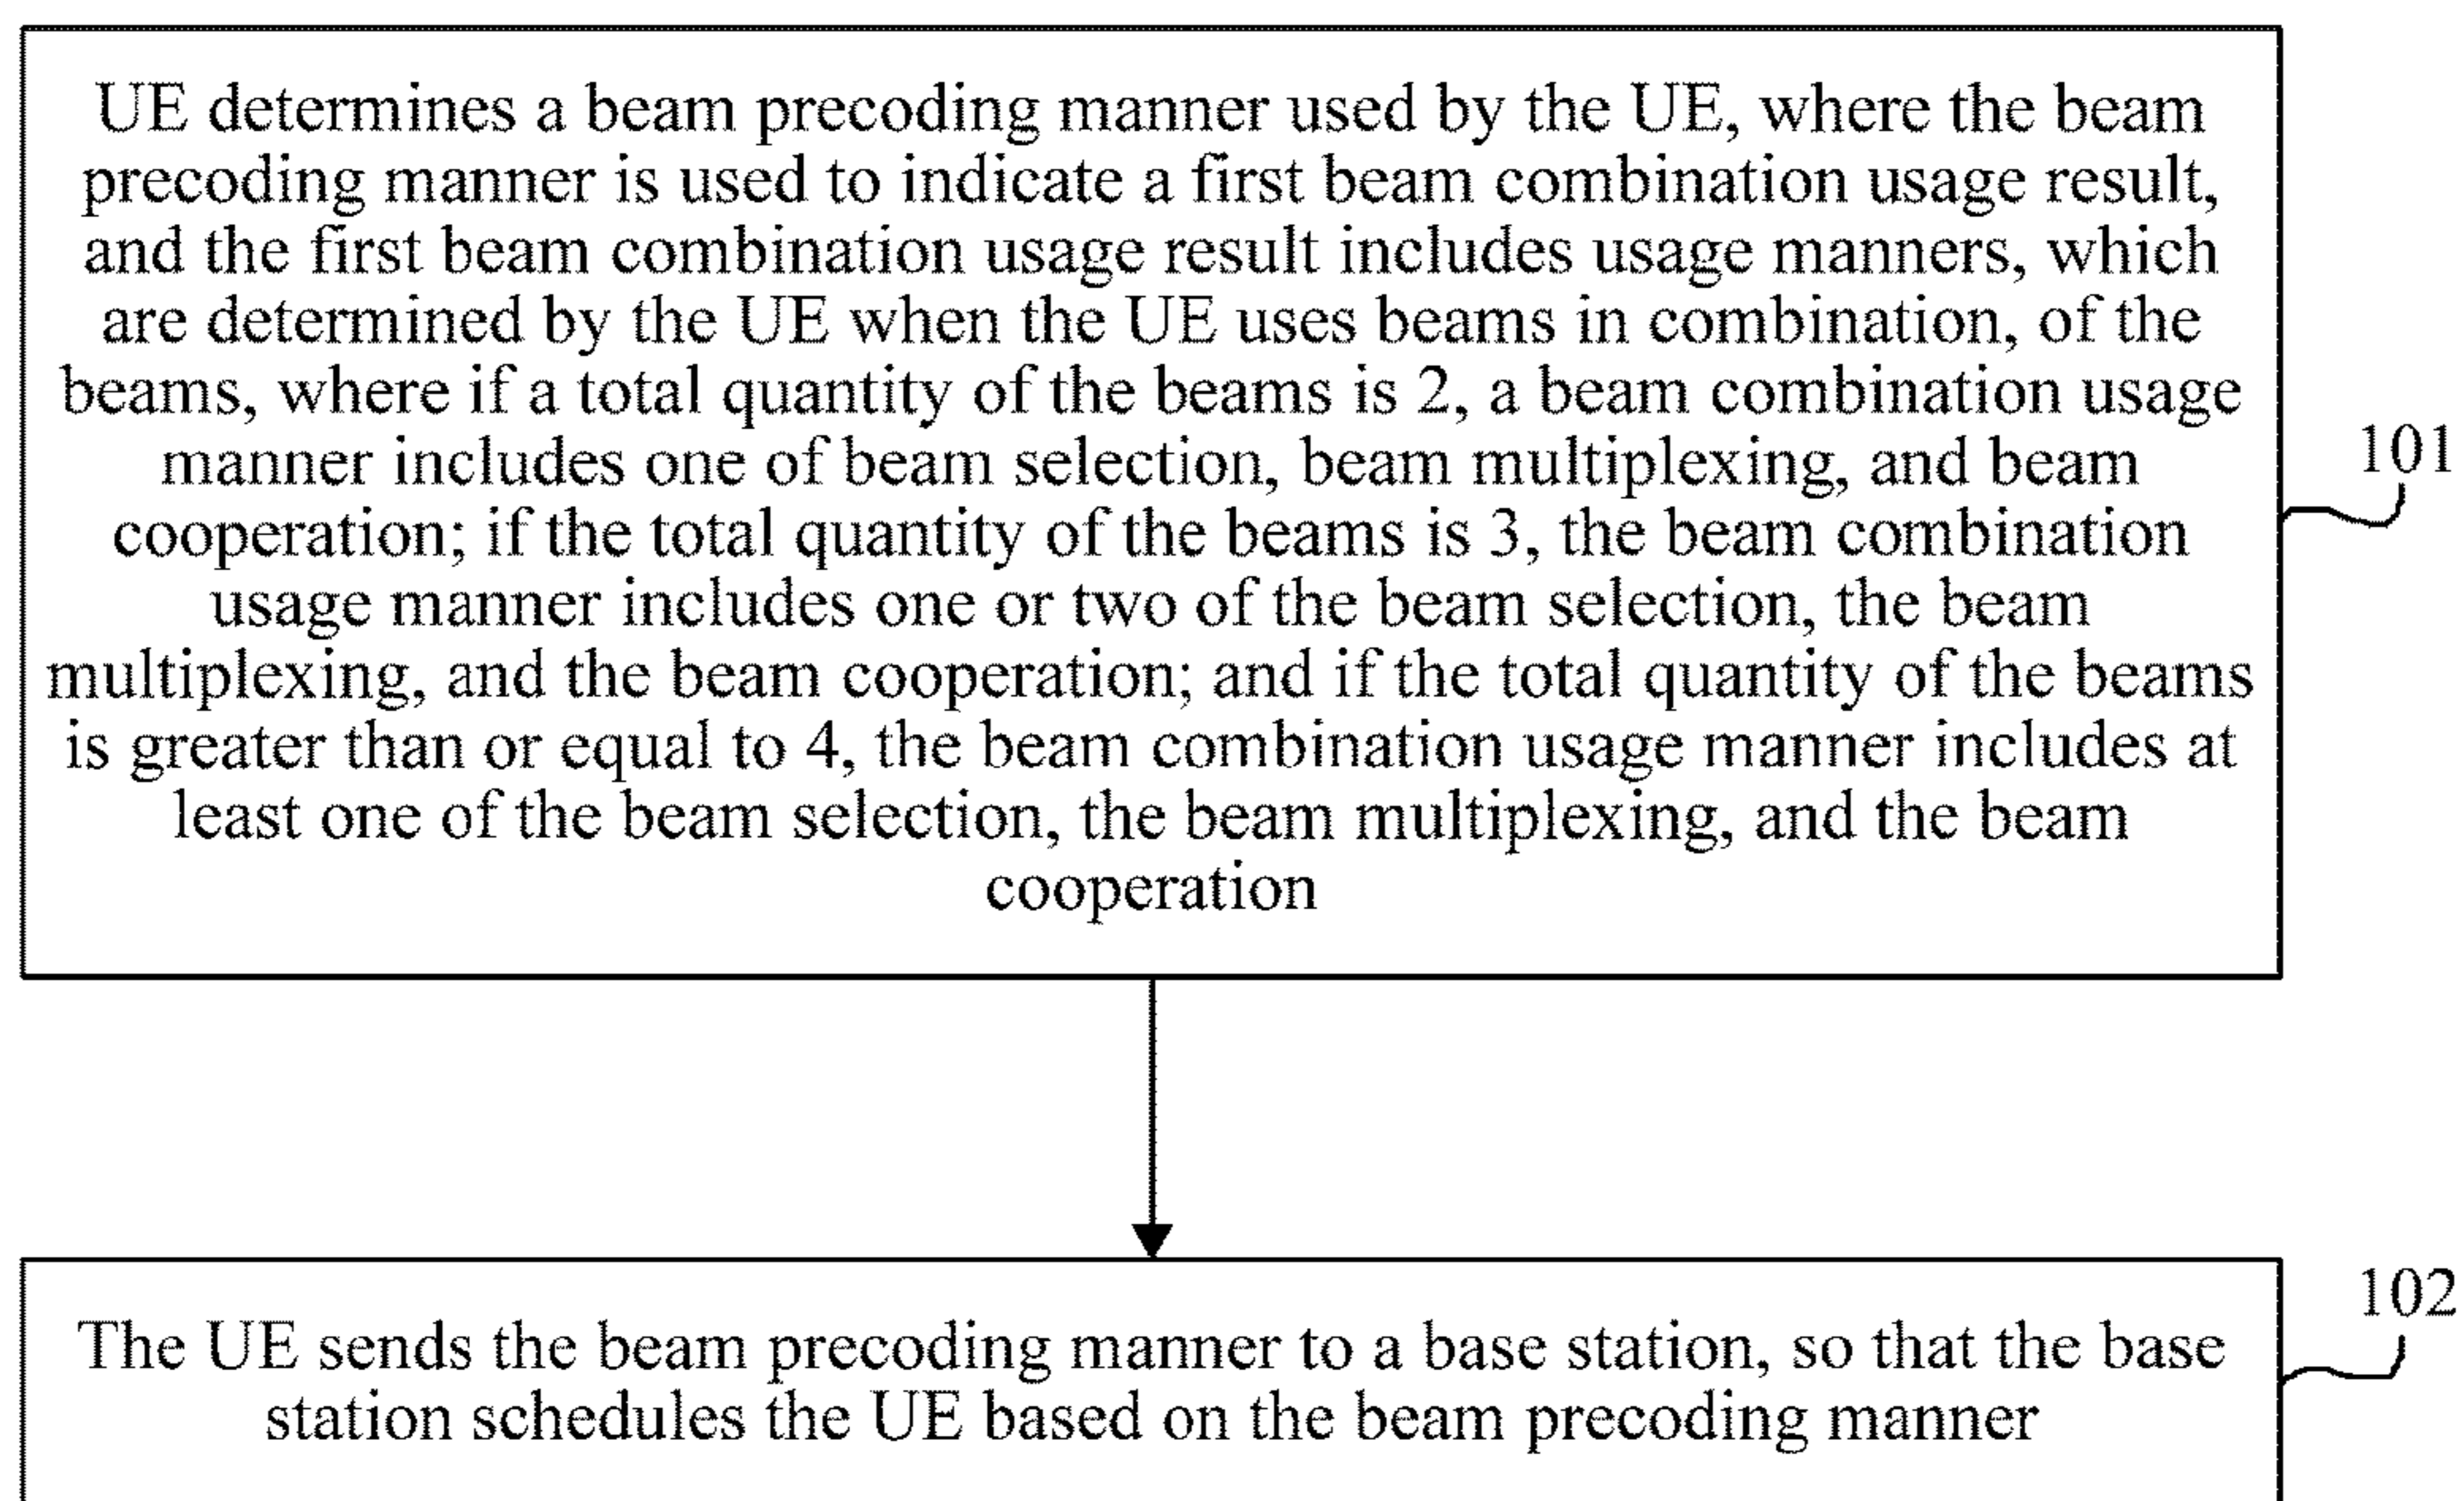 UE determines a beam precoding manner used by the UE, where the beam
precoding manner is used to indicate a first beam combination usage result,
and the first beam combination usage result includes usage manners, which
are determined by the UE when the UE uses beams in combination, of the
beams, where if a total quantity of the beams is 2, a beam combination usage
manner includes one of beam selection, beam multiplexing, and beam
cooperation; if the total quantity of the beams is 3, the beam combination
usage manner includes one or two of the beam selection, the beam
multiplexing, and the beam cooperation; and if the total quantity of the beams
is greater than or equal to 4, the beam combination usage manner includes at
least one of the beam selection, the beam multiplexing, and the beam
cooperation
101
The UE sends the beam precoding manner to a base station, so that the base
station schedules the UE based on the beam precoding manner
102